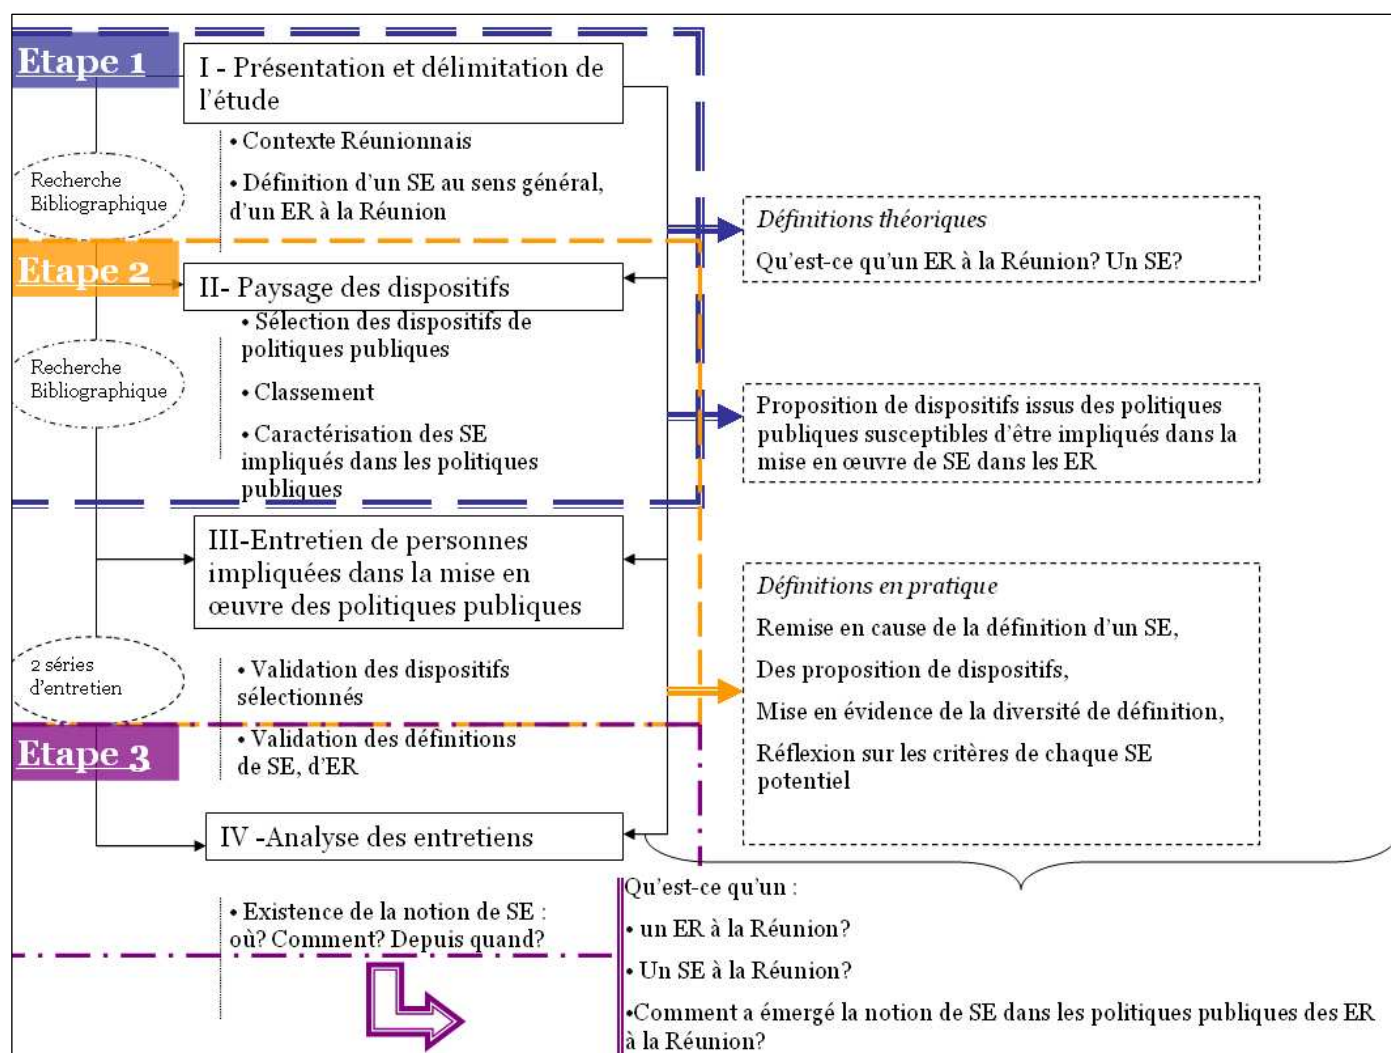 Etape 1
I - Présentation et délimitation de
l'étude
• Contexte Réunionnais
• Définition d'un SE au sens général,
d'un ER à la Réunion
Recherche
Bibliographique
Définitions théoriques
Qu'est-ce qu'un ER à la Réunion? Un SE?
Etape 2
II- Paysage des dispositifs
• Sélection des dispositifs de
politiques publiques
• Classement
• Caractérisation des SE
impliqués dans les politiques
publiques
Recherche
Bibliographique
Proposition de dispositifs issus des politiques
publiques susceptibles d'être impliqués dans la
mise en œuvre de SE dans les ER
III-Entretien de personnes
impliquées dans la mise en
œuvre des politiques publiques
2 séries
d'entretien
• Validation des dispositifs
sélectionnés
• Validation des définitions
de SE, d'ER
Définitions en pratique
Remise en cause de la définition d'un SE,
Des proposition de dispositifs,
Mise en évidence de la diversité de définition,
Réflexion sur les critères de chaque SE
potentiel
Etape 3
IV -Analyse des entretiens
• Existence de la notion de SE :
où? Comment? Depuis quand?
Qu'est-ce qu'un :
• un ER à la Réunion?
• Un SE à la Réunion?
•Comment a émergé la notion de SE dans les politiques publiques des ER
à la Réunion?